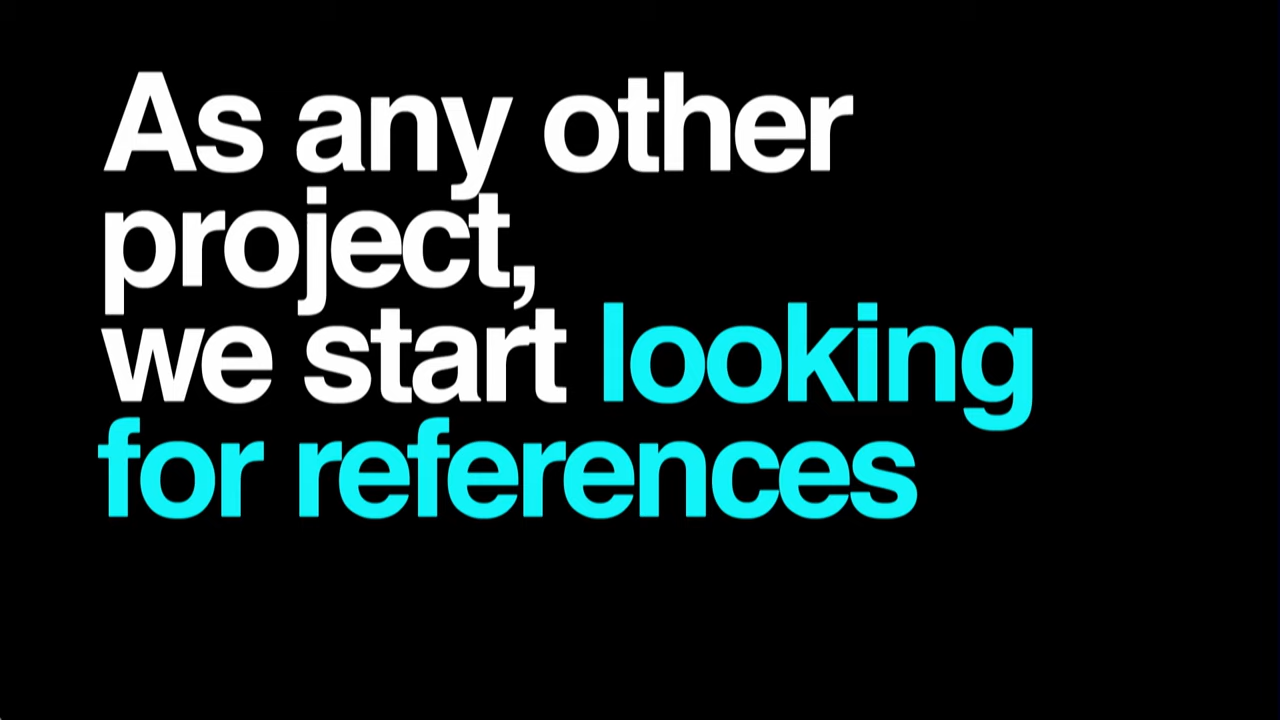 As any other
project,
we start looking
for references